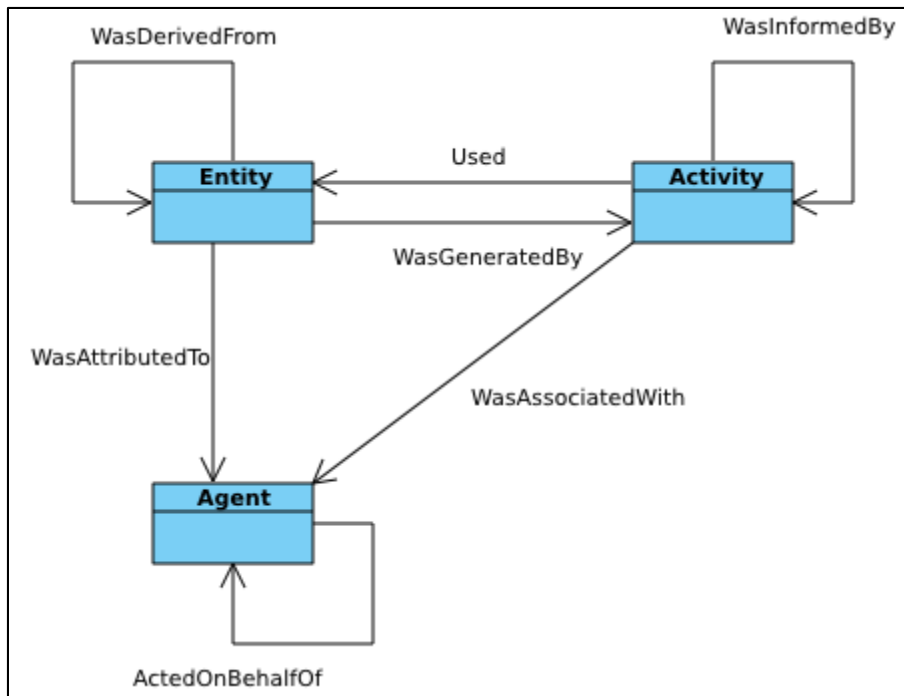 WasDerivedFrom
WasInformedBy
Used
Entity
Activity
WasGeneratedBy
WasAttributedTo
WasAssociatedWith
Agent
ActedOnBehalfOf